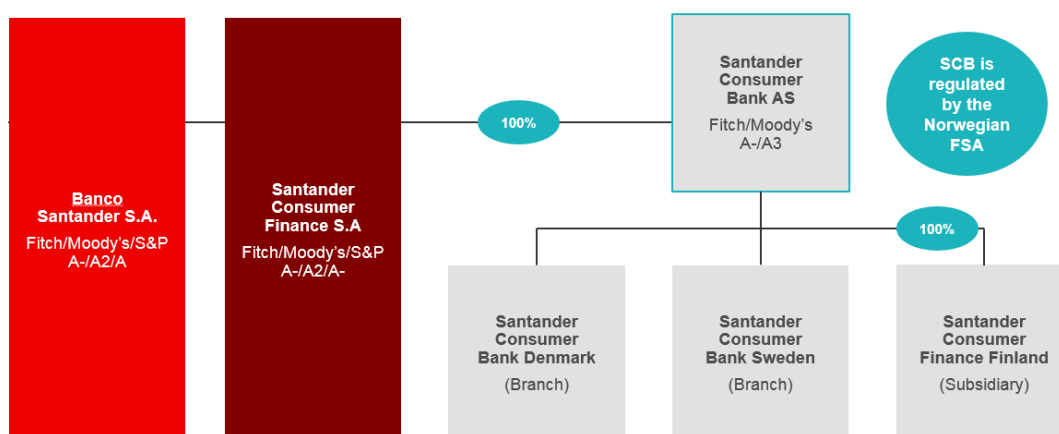 Banco
Santander S.A.
Fitch/Moody's/S&P
A-/A2/A
Santander
Consumer
Finance S.A
Fitch/Moody's/S&P
A-/A2/A-
100%
Santander
Consumer
Bank AS
Fitch/Moody's
A-/A3
SCB is
regulated
by the
Norwegian
FSA
100%
Santander
Consumer
Bank Denmark
(Branch)
Santander
Consumer
Bank Sweden
(Branch)
Santander
Consumer
Finance Finland
(Subsidiary)